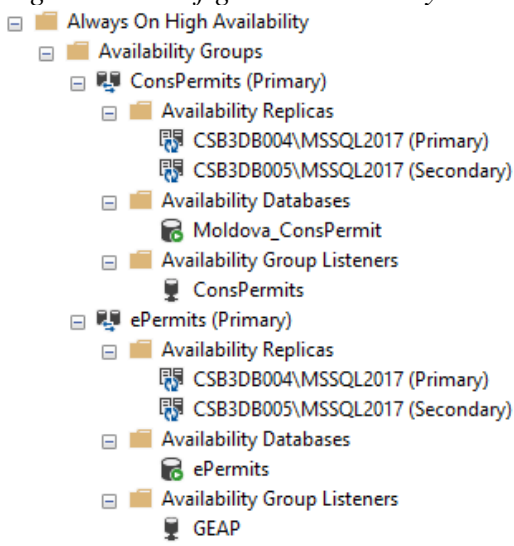 Always On High Availability
Availability Groups
ConsPermits (Primary)
Availability Replicas
CSB3DB004\MSSQL2017 (Primary)
CSB3DB005\MSSQL2017 (Secondary)
Availability Databases
Moldova_ConsPermit
Availability Group Listeners
ConsPermits
ePermits (Primary)
Availability Replicas
CSB3DB004\MSSQL2017 (Primary)
CSB3DB005\MSSQL2017 (Secondary)
Availability Databases
ePermits
Availability Group Listeners
GEAP